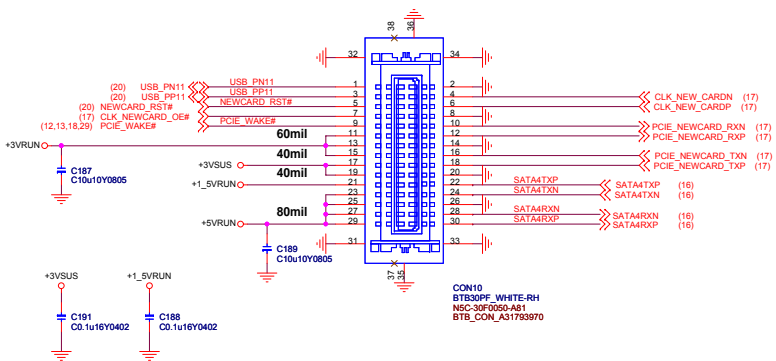 38
36
32
34
(20) USB_PN11 USB_PN11 1 2
(20) USB_PP11 USB_PP11 3 4 CLK_NEW_CARDN (17)
(20) NEWCARD_RST# NEWCARD_RST# 5 6 CLK_NEW_CARDP (17)
(17) CLK_NEWCARD_OE# 7 8
(12,13,18,29) PCIE_WAKE# PCIE_WAKE# 9 10 PCIE_NEWCARD_RXN (17)
60mil 11 12 PCIE_NEWCARD_RXP (17)
+3VRUN 13 14
40mil 15 16 PCIE_NEWCARD_TXN (17)
+3VSUS 17 18 PCIE_NEWCARD_TXP (17)
40mil 19 20
C187
C10u10Y0805
+1_5VRUN 21 22 SATA4TXP SATA4TXP (16)
23 24 SATA4TXN SATA4TXN (16)
25 26
80mil 27 28 SATA4RXN SATA4RXN (16)
+5VRUN 29 30 SATA4RXP SATA4RXP (16)
31
33
C189
C10u10Y0805
37
35
+3VSUS
+1_5VRUN
CON10
BTB30PF_WHITE-RH
N5C-30F0050-A81
BTB_CON_A31793970
C191
C0.1u16Y0402
C188
C0.1u16Y0402